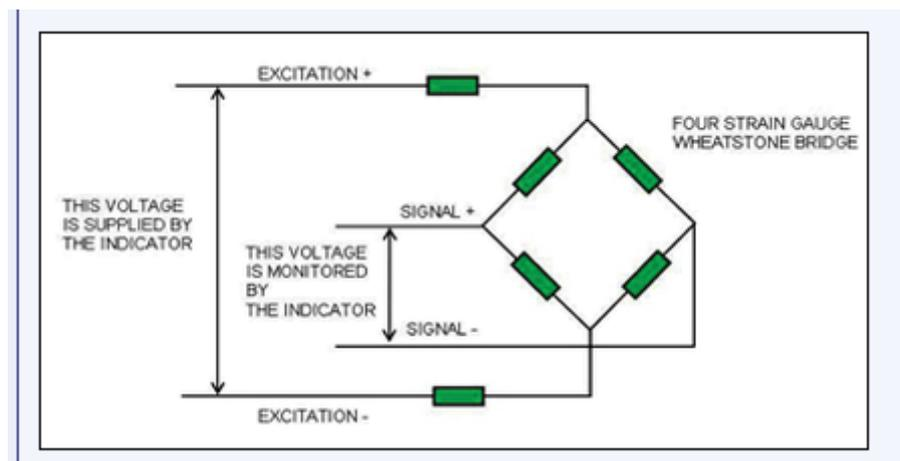 EXCITATION +
FOUR STRAIN GAUGE
WHEATSTONE BRIDGE
THIS VOLTAGE
IS SUPPLIED BY
THE INDICATOR
SIGNAL +
THIS VOLTAGE
IS MONITORED
BY
THE INDICATOR
SIGNAL -
EXCITATION -